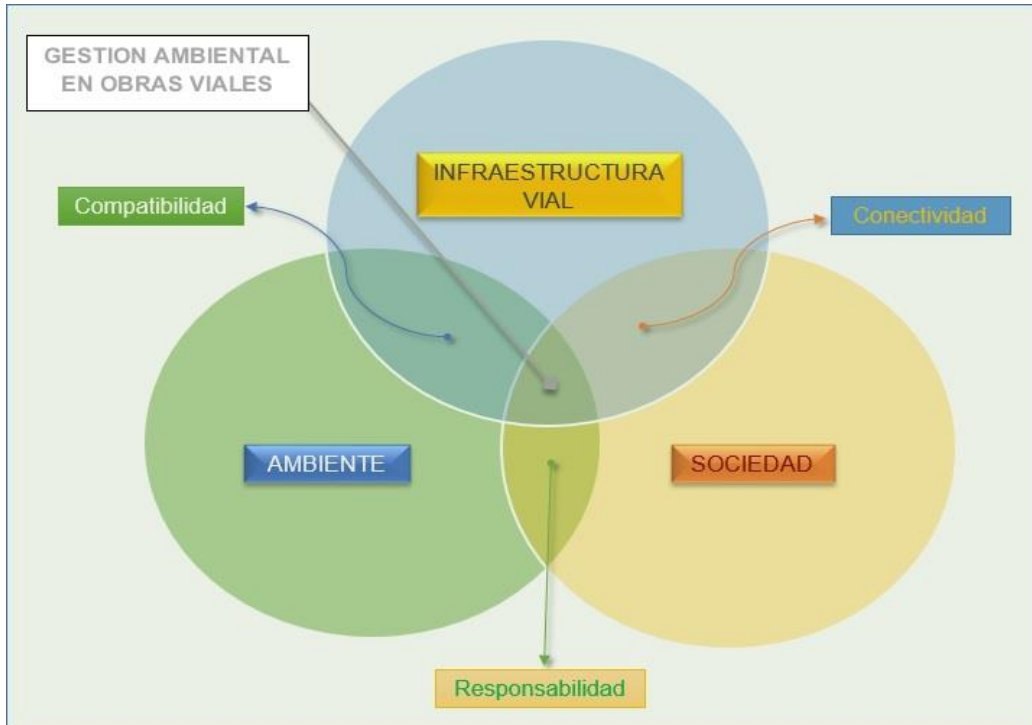 GESTION AMBIENTAL
EN OBRAS VIALES
INFRAESTRUCTURA
VIAL
Compatibilidad
Conectividad
AMBIENTE
SOCIEDAD
Responsabilidad